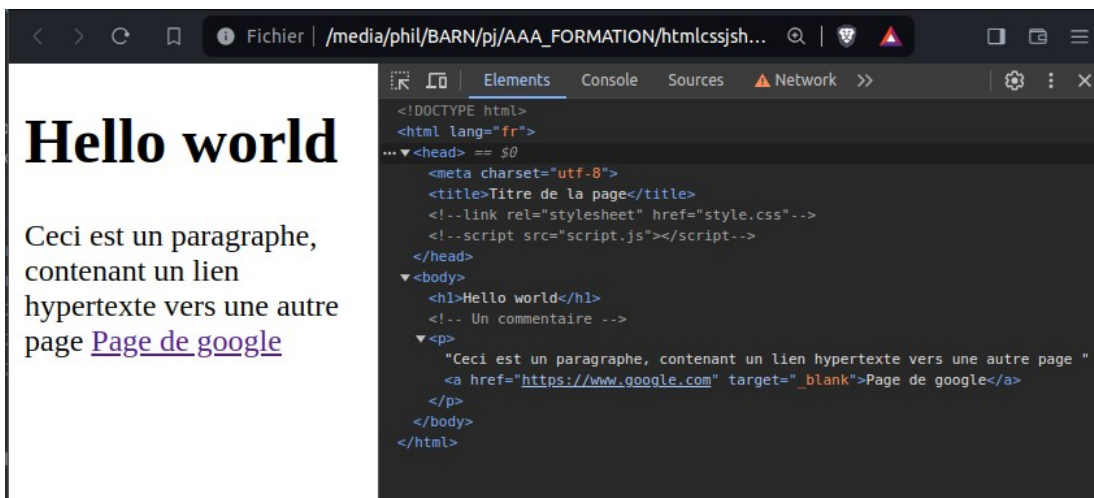 Fichier | /media/phil/BARN/pj/AAA_FORMATION/htmlcssjsh...
Hello world
Ceci est un paragraphe,
contenant un lien
hypertexte vers une autre
page Page de google
Elements Console Sources Network >>
<!DOCTYPE html>
<html lang="fr">
··· ▼<head> == $0
<meta charset="utf-8">
<title>Titre de la page</title>
<!--link rel="stylesheet" href="style.css"-->
<!--script src="script.js"></script-->
</head>
▼<body>
<h1>Hello world</h1>
<!-- Un commentaire -->
▼<p>
"Ceci est un paragraphe, contenant un lien hypertexte vers une autre page "
<a href="https://www.google.com" target="_blank">Page de google</a>
</p>
</body>
</html>